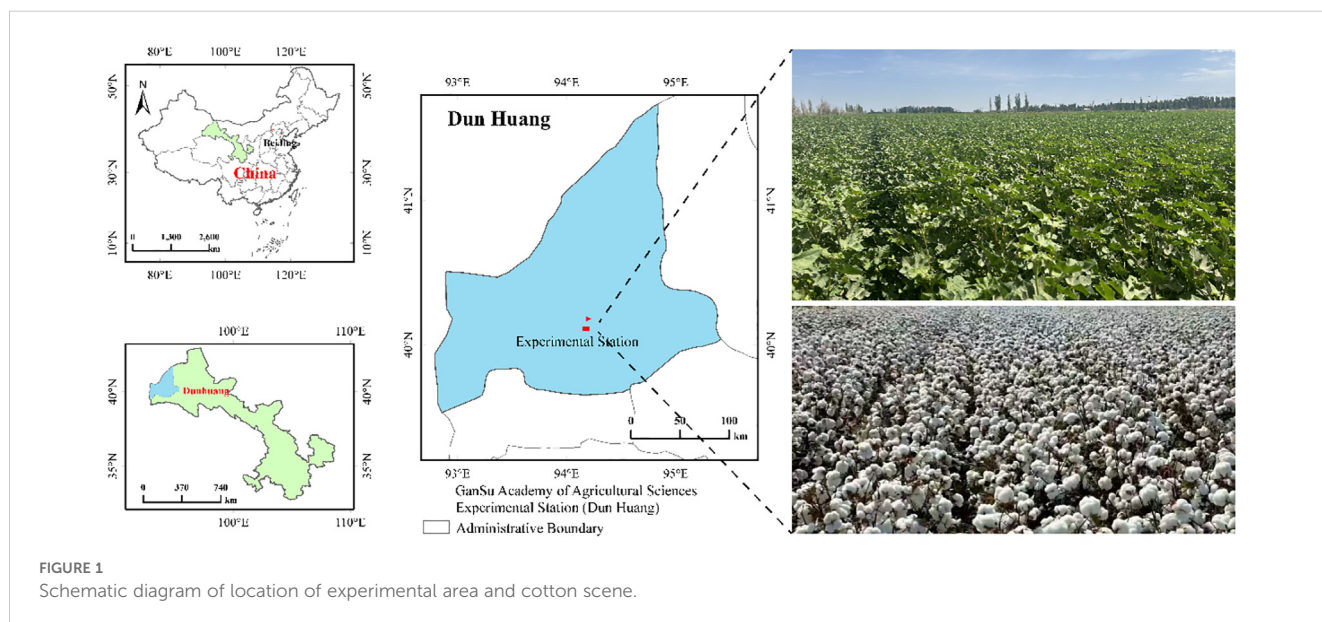 80°E 100°E 120°E
50°N
50°N
N
BeiJing
China
30°N
30°N
0 1,300 2,600
km
10°N
10°N
80°E 100°E 120°E
100°E 110°E
40°N
40°N
Dunhuang
35°N
35°N
0 370 740
km
100°E 110°E
93°E 94°E 95°E
Dun Huang
41°N
41°N
Experimental Station
40°N
40°N
0 50 100
km
93°E 94°E 95°E
GanSu Academy of Agricultural Sciences
Experimental Station (Dun Huang)
Administrative Boundary
FIGURE 1
Schematic diagram of location of experimental area and cotton scene.